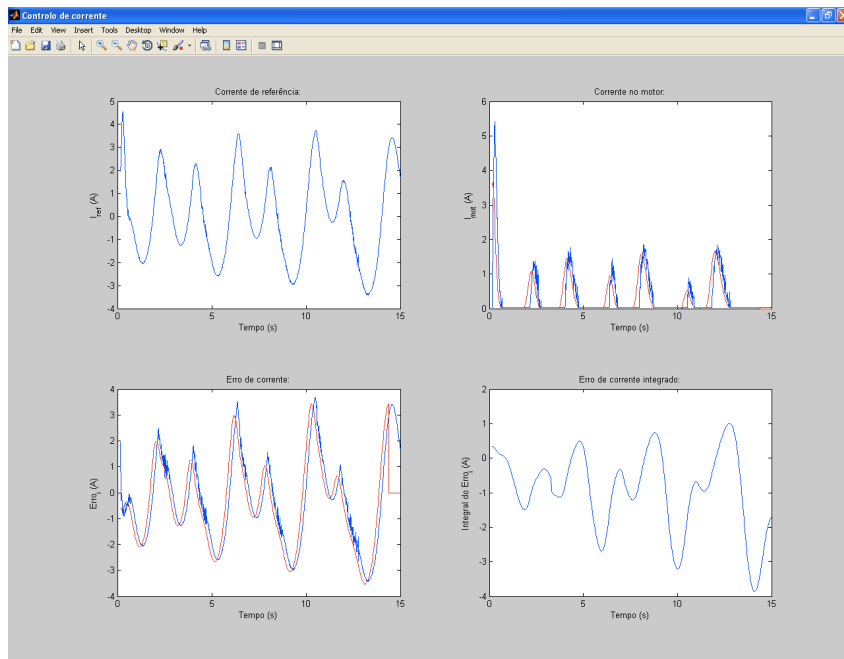 Controlo de corrente
File Edit View Insert Tools Desktop Window Help
Corrente de referência:
5
4
3
2
1
0
-1
-2
-3
-4
I_ref (A)
0 5 10 15
Tempo (s)
Corrente no motor:
6
5
4
3
2
1
0
I_mot (A)
0 5 10 15
Tempo (s)
Erro de corrente:
4
3
2
1
0
-1
-2
-3
-4
Erro_i (A)
0 5 10 15
Tempo (s)
Erro de corrente integrado:
2
1
0
-1
-2
-3
-4
Integral do Erro_i (A)
0 5 10 15
Tempo (s)